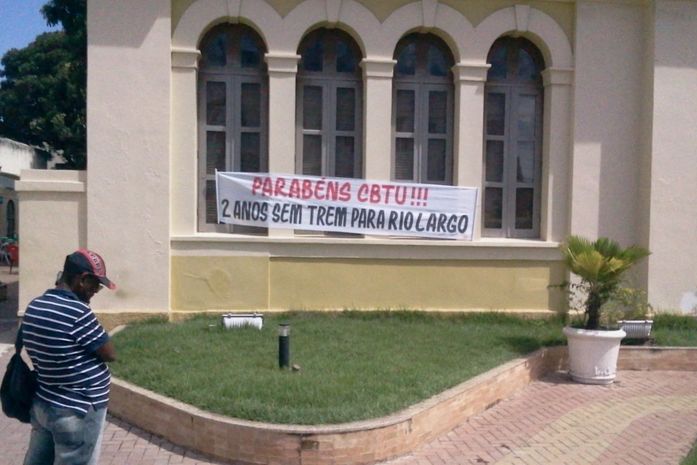 PARABÉNS CBTU!!!
2 ANOS SEM TREM PARA RIO LARGO